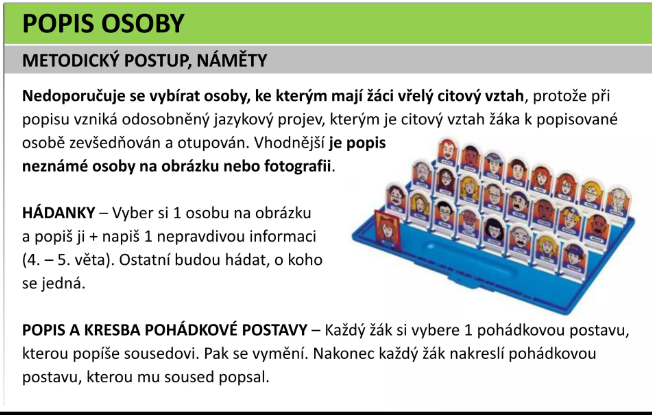 POPIS OSOBY
METODICKÝ POSTUP, NÁMĚTY
Nedoporučuje se vybírat osoby, ke kterým mají žáci vřelý citový vztah, protože při
popisu vzniká odosobněný jazykový projev, kterým je citový vztah žáka k popisované
osobě zevšedňován a otupován. Vhodnější je popis
neznámé osoby na obrázku nebo fotografii.
HÁDANKY – Vyber si 1 osobu na obrázku
a popiš ji + napiš 1 nepravdivou informaci
(4. – 5. věta). Ostatní budou hádat, o koho
se jedná.
POPIS A KRESBA POHÁDKOVÉ POSTAVY – Každý žák si vybere 1 pohádkovou postavu,
kterou popíše sousedovi. Pak se vymění. Nakonec každý žák nakreslí pohádkovou
postavu, kterou mu soused popsal.